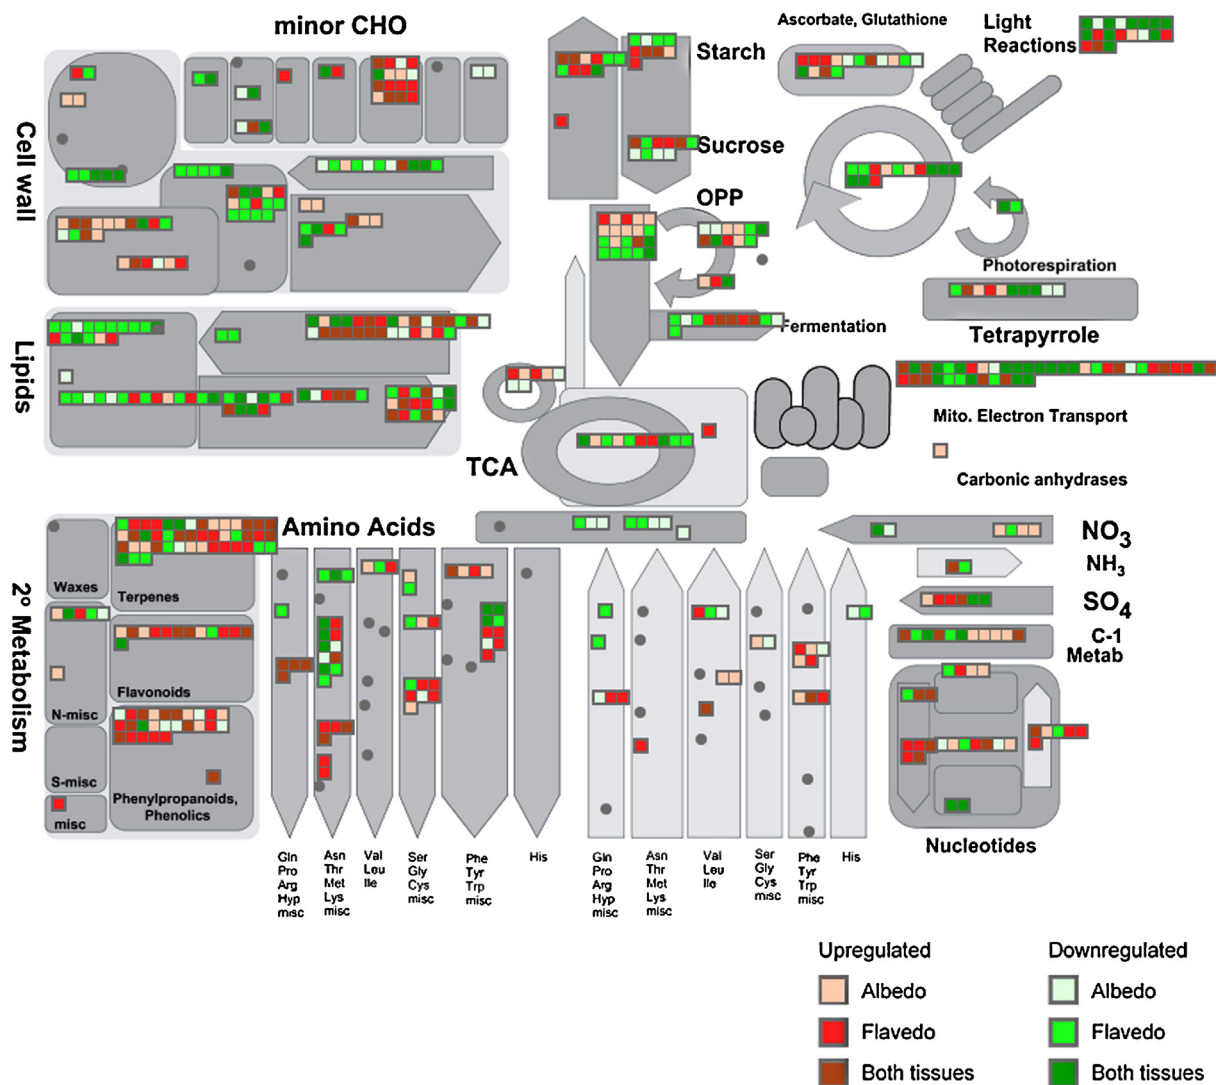 minor CHO
Ascorbate, Glutathione
Light
Reactions
Starch
Cell wall
Sucrose
OPP
Photorespiration
Tetrapyrrole
Fermentation
Lipids
Mito. Electron Transport
TCA
Carbonic anhydrases
Amino Acids
NO3
NH3
SO4
C-1
Metab
2º Metabolism
Waxes
Terpenes
Flavonoids
N-misc
S-misc
Phenylpropanoids,
Phenolics
misc
Nucleotides
Gln
Pro
Arg
Hyp
misc
Asn
Thr
Met
Lys
misc
Val
Leu
Ile
Ser
Gly
Cys
misc
Phe
Tyr
Trp
misc
His
Gln
Pro
Arg
Hyp
misc
Asn
Thr
Met
Lys
misc
Val
Leu
Ile
Ser
Gly
Cys
misc
Phe
Tyr
Trp
misc
His
Upregulated
Albedo
Flavedo
Both tissues
Downregulated
Albedo
Flavedo
Both tissues